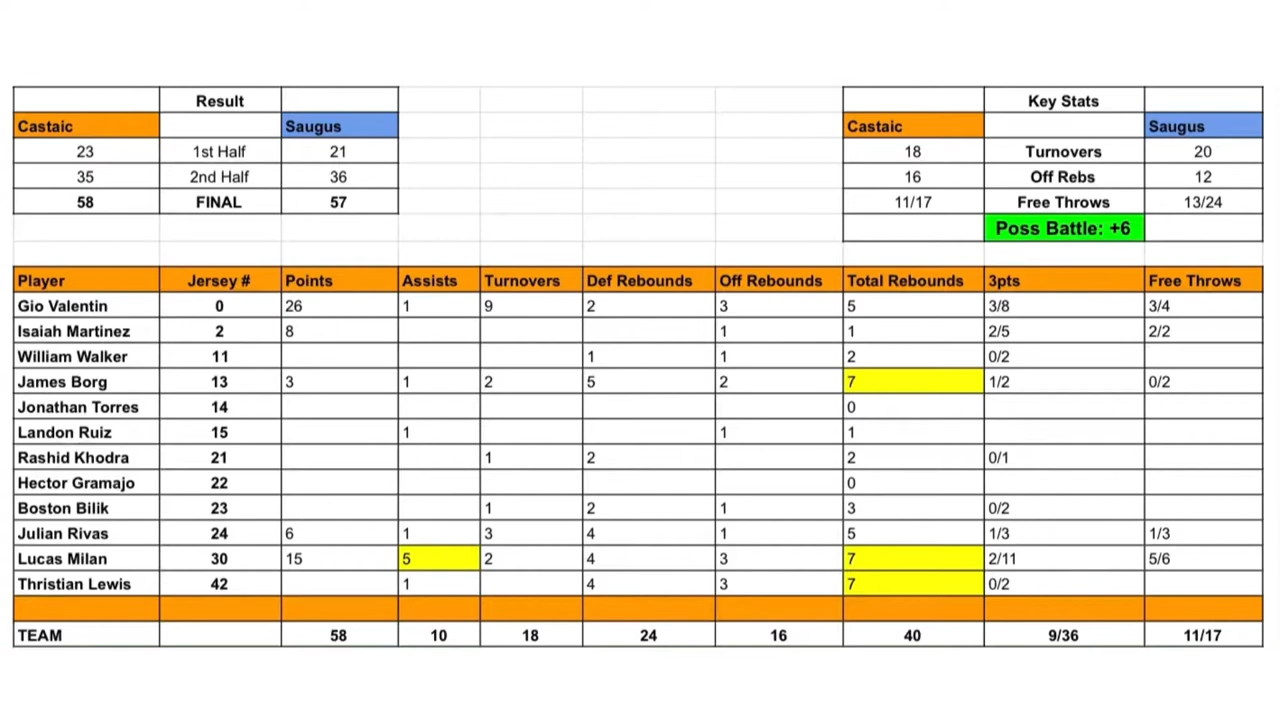 Result Key Stats
Castaic Saugus Castaic Saugus
23 1st Half 21 18 Turnovers 20
35 2nd Half 36 16 Off Rebs 12
58 FINAL 57 11/17 Free Throws 13/24
Poss Battle: +6
Player Jersey # Points Assists Turnovers Def Rebounds Off Rebounds Total Rebounds 3pts Free Throws
Gio Valentin 0 26 1 9 2 3 5 3/8 3/4
Isaiah Martinez 2 8 1 1 2/5 2/2
William Walker 11 1 1 2 0/2
James Borg 13 3 1 2 5 2 7 1/2 0/2
Jonathan Torres 14 0
Landon Ruiz 15 1 1 1
Rashid Khodra 21 1 2 2 0/1
Hector Gramajo 22 0
Boston Bilik 23 1 2 1 3 0/2
Julian Rivas 24 6 1 3 4 1 5 1/3 1/3
Lucas Milan 30 15 5 2 4 3 7 2/11 5/6
Thristian Lewis 42 1 4 3 7 0/2
TEAM 58 10 18 24 16 40 9/36 11/17